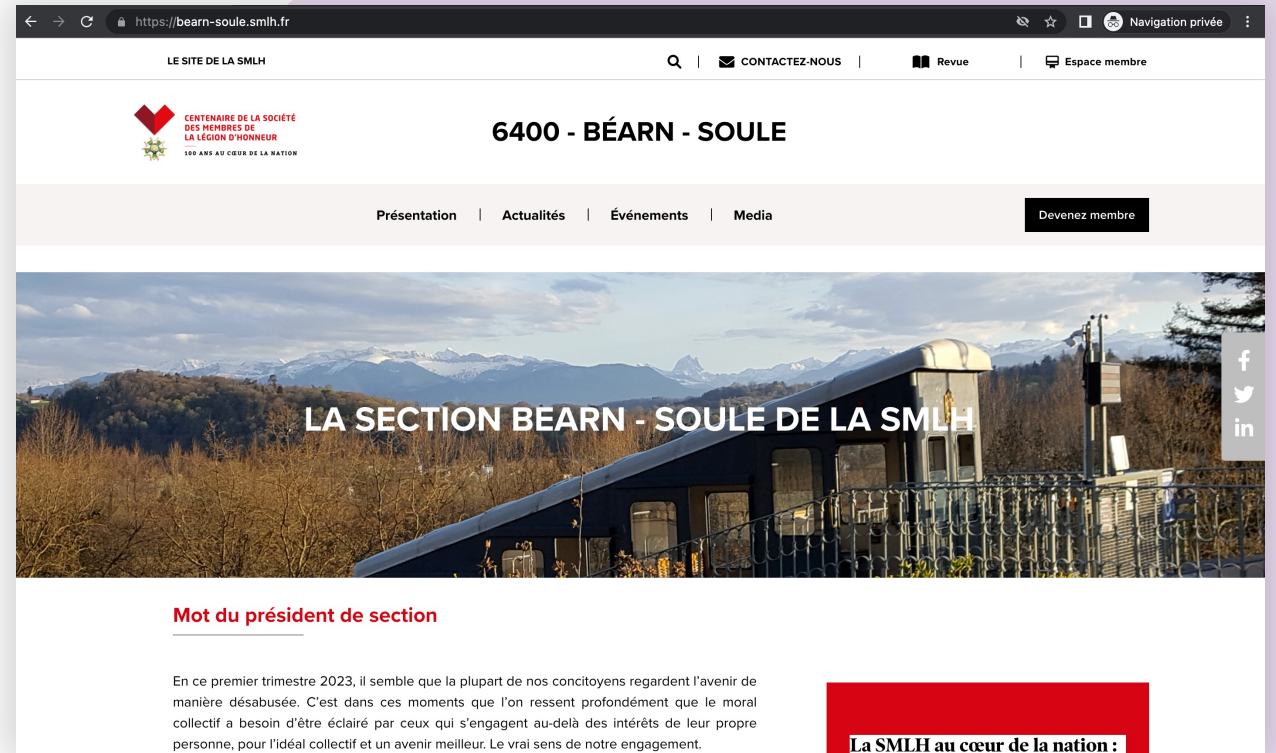 https://bearn-soule.smlh.fr
Navigation privée
LE SITE DE LA SMLH
CONTACTEZ-NOUS
Revue
Espace membre
CENTENAIRE DE LA SOCIÉTÉ
DES MEMBRES DE
LA LÉGION D'HONNEUR
100 ANS AU CŒUR DE LA NATION
6400 - BÉARN - SOULE
Présentation | Actualités | Événements | Media
Devenez membre
LA SECTION BEARN - SOULE DE LA SMLH
Mot du président de section
En ce premier trimestre 2023, il semble que la plupart de nos concitoyens regardent l'avenir de
manière désabusée. C'est dans ces moments que l'on ressent profondément que le moral
collectif a besoin d'être éclairé par ceux qui s'engagent au-delà des intérêts de leur propre
personne, pour l'idéal collectif et un avenir meilleur. Le vrai sens de notre engagement.
La SMLH au cœur de la nation :